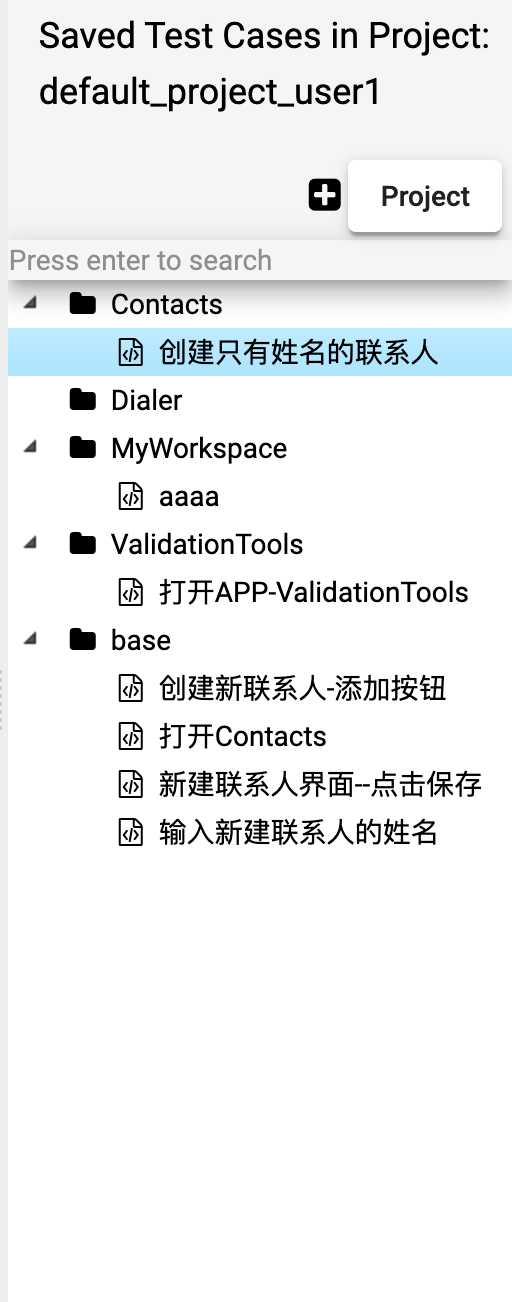 Saved Test Cases in Project:
default_project_user1
Project
Press enter to search
Contacts
创建只有姓名的联系人
Dialer
MyWorkspace
aaaa
ValidationTools
打开APP-ValidationTools
base
创建新联系人-添加按钮
打开Contacts
新建联系人界面--点击保存
输入新建联系人的姓名